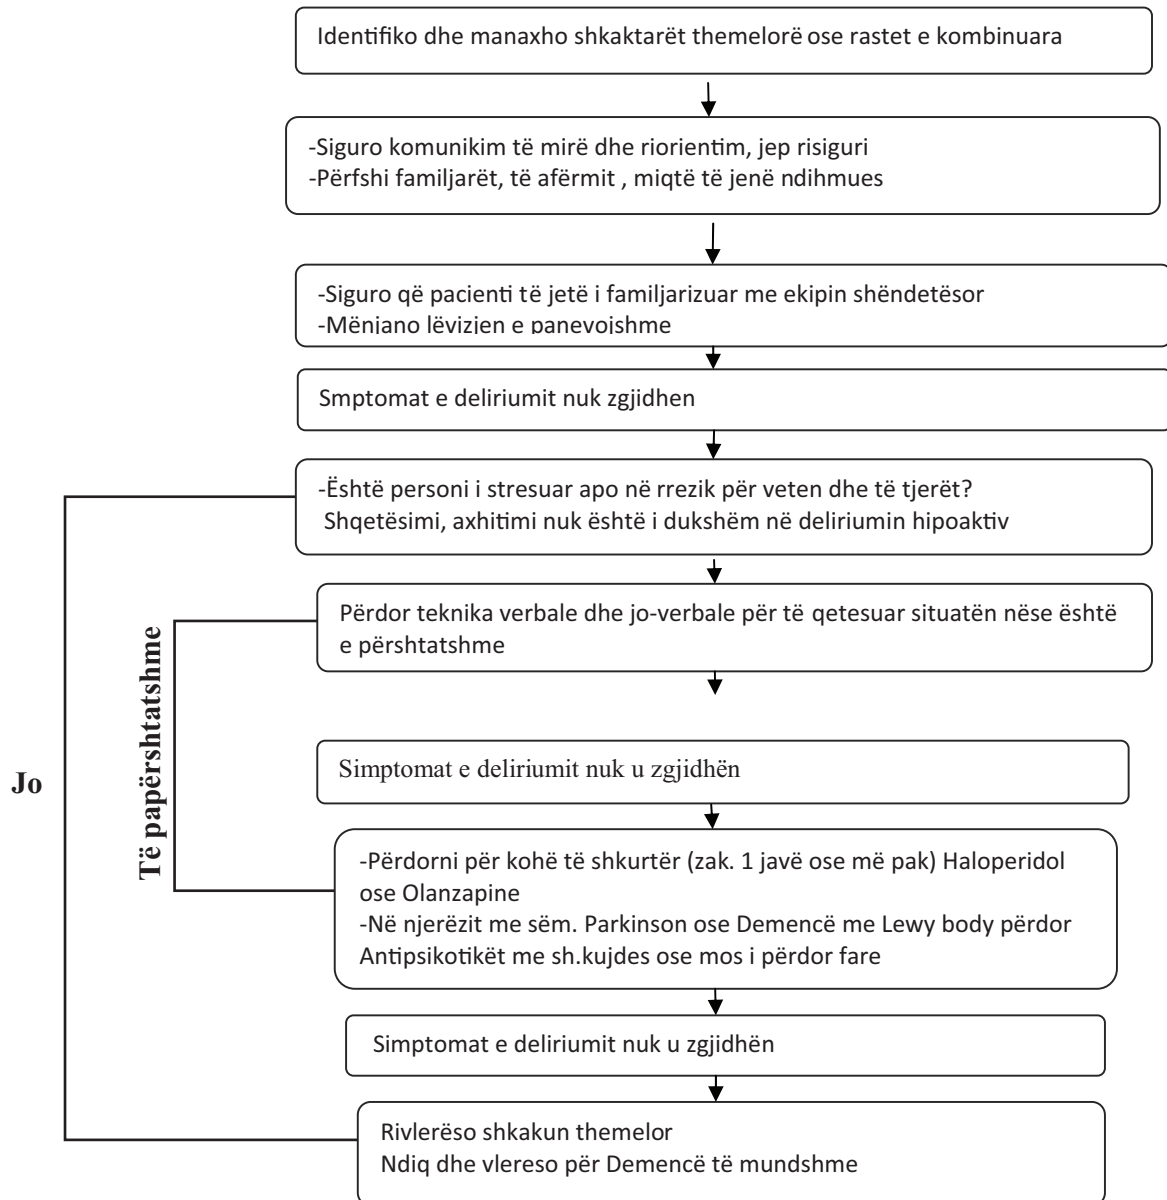 Identifiko dhe manaxho shkaktarët themelorë ose rastet e kombinuara
-Siguro komunikim të mirë dhe riorientim, jep risiguri
-Përfshi familjarët, të afërmit , miqtë të jenë ndihmues
-Siguro që pacienti të jetë i familjarizuar me ekipin shëndetësor
-Mënjano lëvizjen e panevojshme
Smptomat e deliriumit nuk zgjidhen
-Është personi i stresuar apo në rrezik për veten dhe të tjerët?
Shqetësimi, axhitimi nuk është i dukshëm në deliriumin hipoaktiv
Përdor teknika verbale dhe jo-verbale për të qetesuar situatën nëse është
e përshtatshme
Të papërshtatshme
Jo
Simptomat e deliriumit nuk u zgjidhën
-Përdorni për kohë të shkurtër (zak. 1 javë ose më pak) Haloperidol
ose Olanzapine
-Në njerëzit me sëm. Parkinson ose Demencë me Lewy body përdor
Antipsikotikët me sh.kujdes ose mos i përdor fare
Simptomat e deliriumit nuk u zgjidhën
Rivlerëso shkakun themelor
Ndiq dhe vlereso për Demencë të mundshme